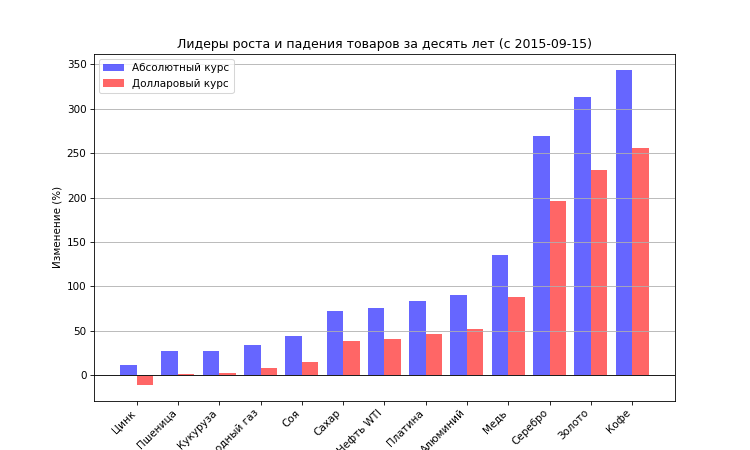 Лидеры роста и падения товаров за десять лет (с 2015-09-15)
Абсолютный курс
Долларовый курс
Изменение (%)
350
300
250
200
150
100
50
0
Цинк
Пшеница
Кукуруза
одный газ
Соя
Сахар
Нефть WTI
Платина
Алюминий
Медь
Серебро
Золото
Кофе